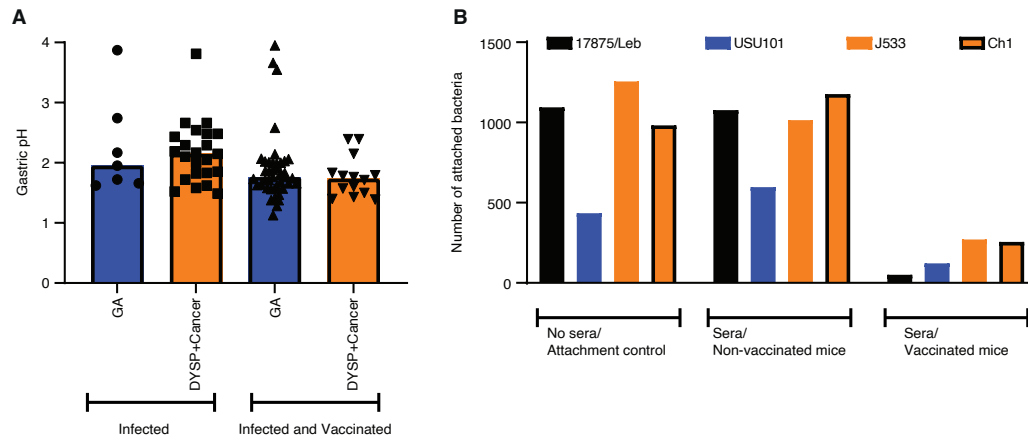 A
Gastric pH
4
3
2
1
0
GA
DYSP+Cancer
GA
DYSP+Cancer
Infected
Infected and Vaccinated
B
Number of attached bacteria
1500
1000
500
0
17875/Leb
USU101
J533
Ch1
No sera/
Attachment control
Sera/
Non-vaccinated mice
Sera/
Vaccinated mice